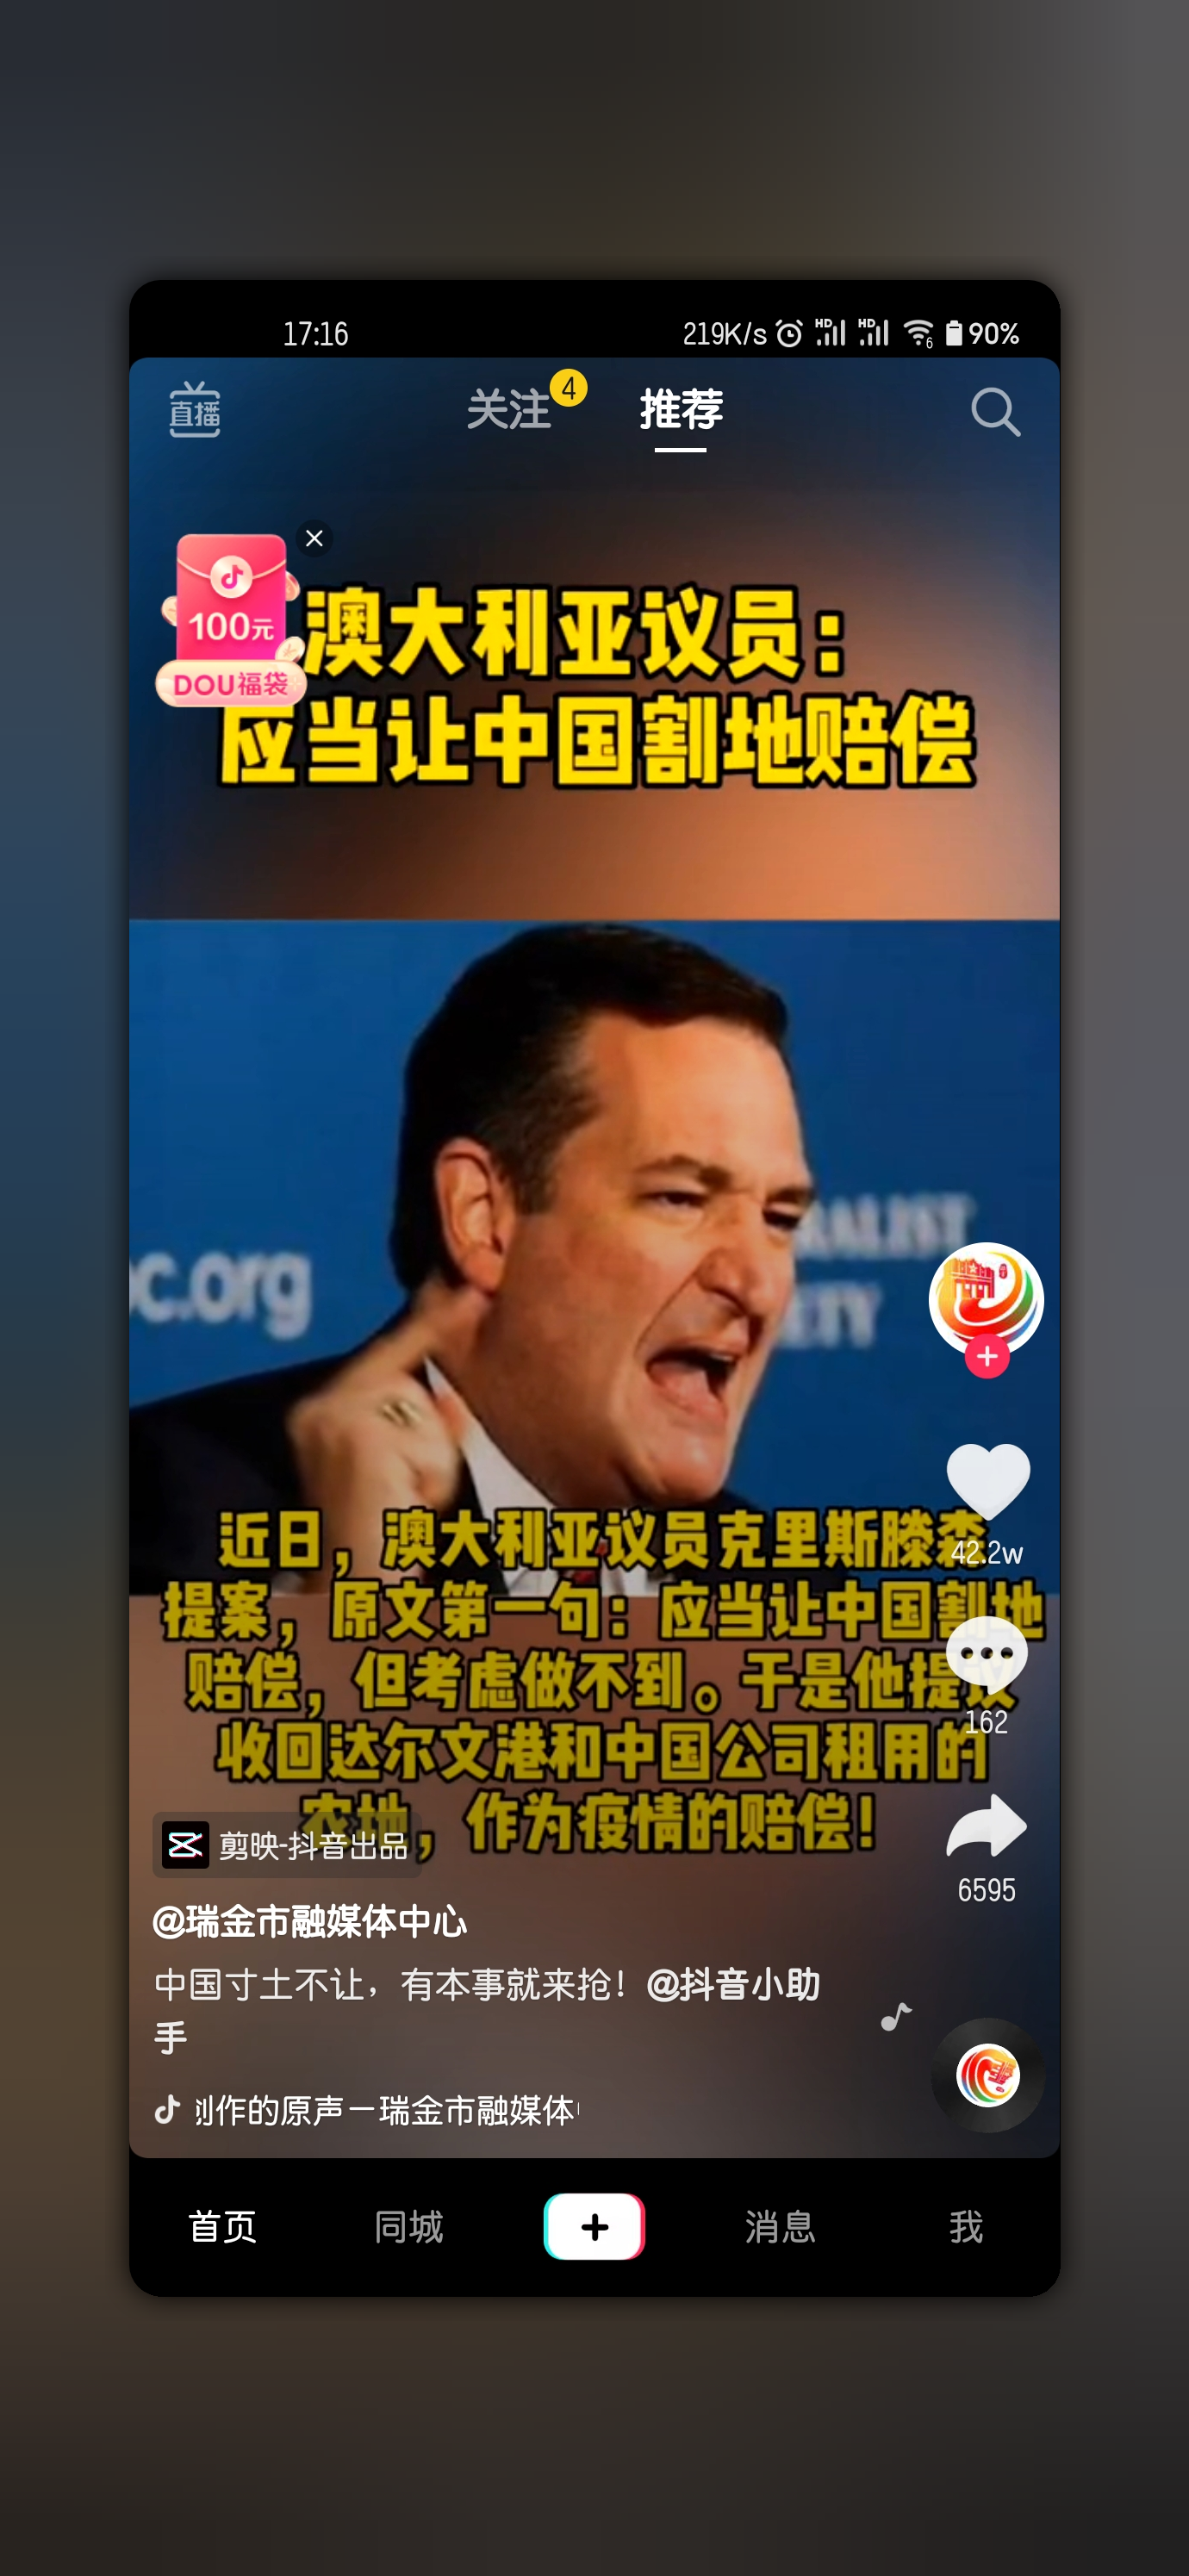 17:16
219K/s HD HD 6 90%
直播
关注 4
推荐
100元
DOU福袋
澳大利亚议员：
应当让中国割地赔偿
c.org
ALIST
ETY
近日，澳大利亚议员克里斯滕森
提案，原文第一句：应当让中国割地
赔偿，但考虑做不到。于是他提议
收回达尔文港和中国公司租用的
农地，作为疫情的赔偿！
42.2w
162
6595
剪映-抖音出品
@瑞金市融媒体中心
中国寸土不让，有本事就来抢！@抖音小助
手
创作的原声－瑞金市融媒体
首页
同城
消息
我